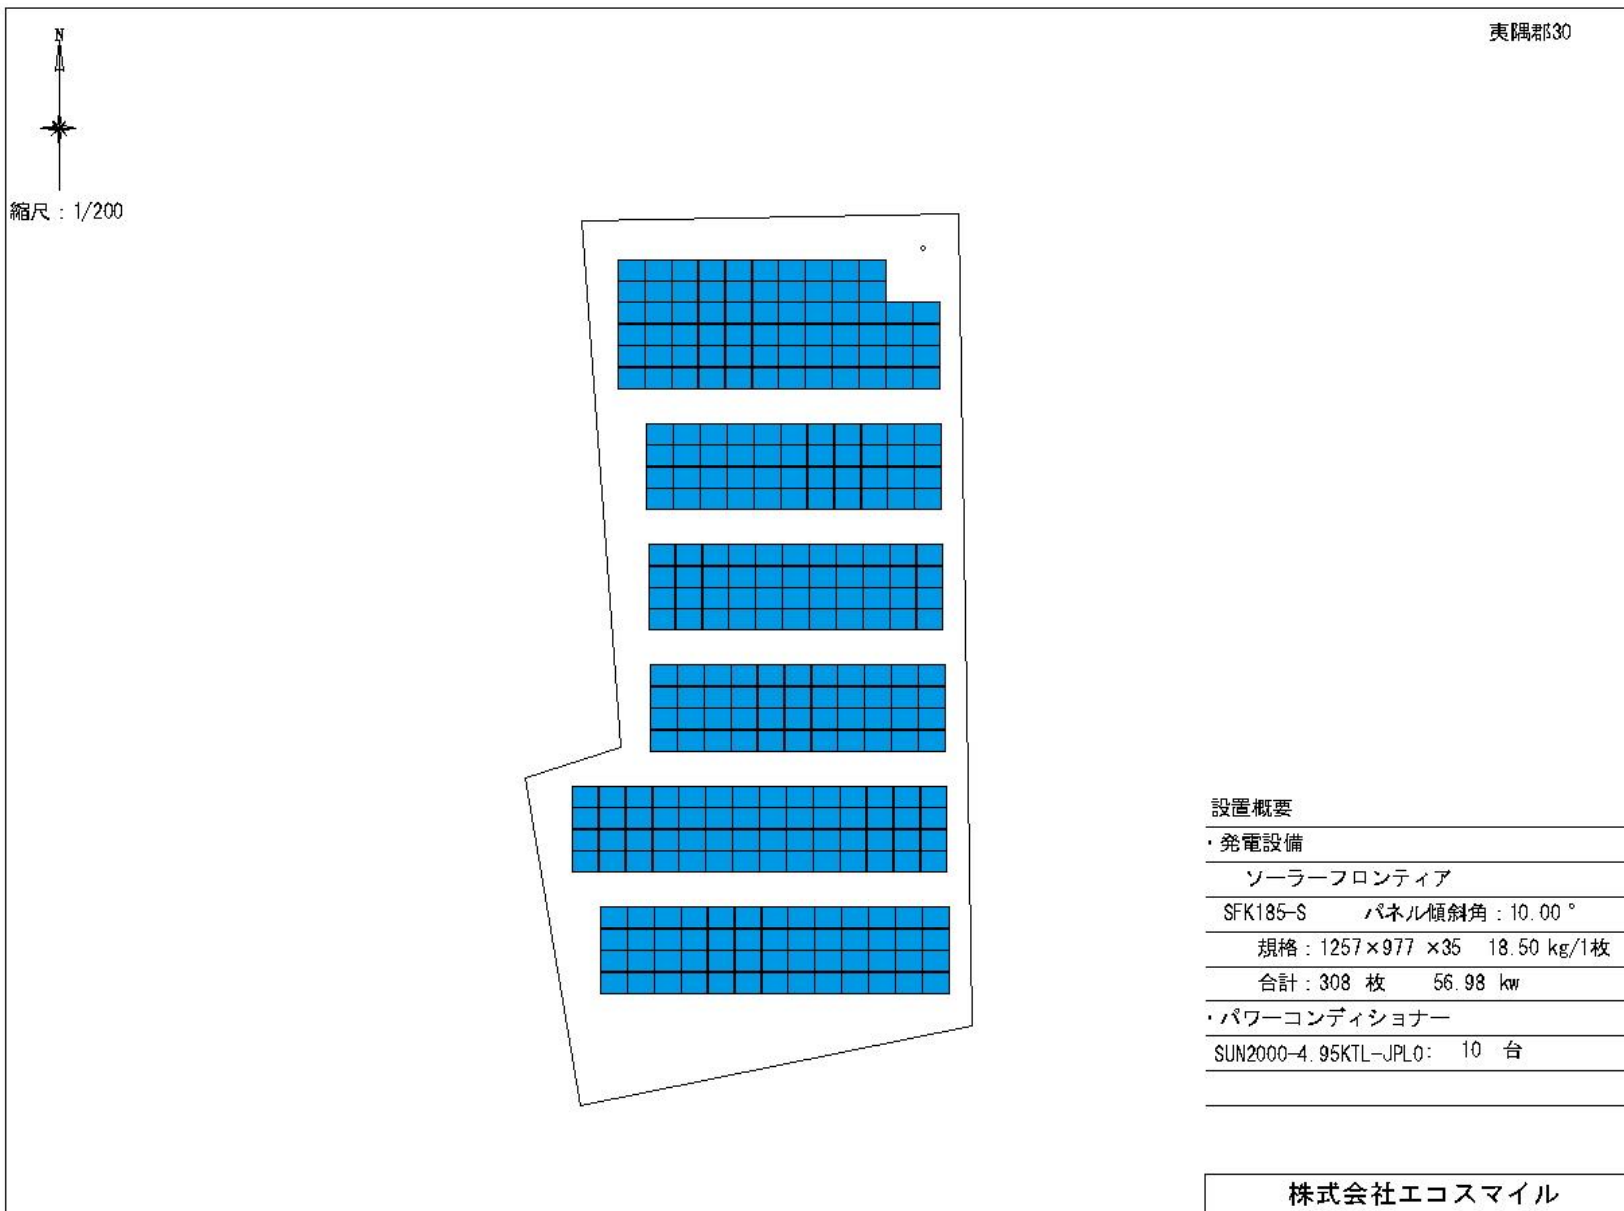 夷隅郡30
N
縮尺：1/200
設置概要
・発電設備
ソーラーフロンティア
SFK185-S パネル傾斜角：10.00°
規格：1257×977 ×35 18.50 kg/1枚
合計：308 枚 56.98 kw
・パワーコンディショナー
SUN2000-4.95KTL-JPL0: 10 台
株式会社エコスマイル